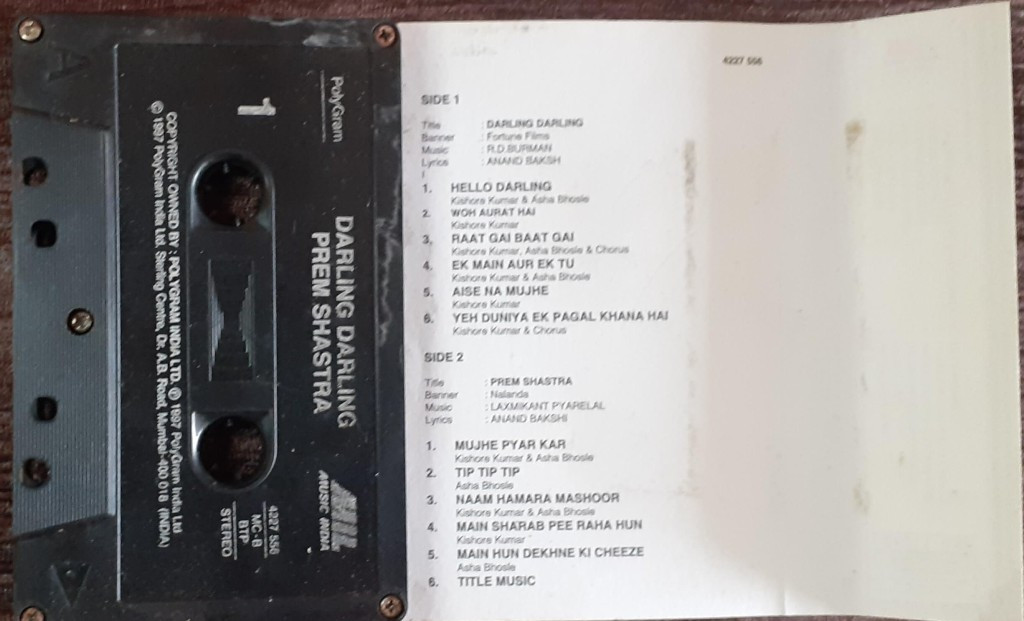 PolyGram
1
DARLING DARLING
PREM SHASTRA
MIL
MUSIC INDIA
4227 556
MC-B
BTP
STEREO
COPYRIGHT OWNED BY : POLYGRAM INDIA LTD. ℗ 1997 PolyGram India Ltd
© 1997 PolyGram India Ltd. Sterling Centre, Dr. A.B. Road, Mumbai-400 018 (INDIA)
A
4227 556
SIDE 1
Title : DARLING DARLING
Banner : Fortune Films
Music : R.D.BURMAN
Lyrics : ANAND BAKSH
1. HELLO DARLING
Kishore Kumar & Asha Bhosle
2. WOH AURAT HAI
Kishore Kumar
3. RAAT GAI BAAT GAI
Kishore Kumar, Asha Bhosle & Chorus
4. EK MAIN AUR EK TU
Kishore Kumar & Asha Bhosle
5. AISE NA MUJHE
Kishore Kumar
6. YEH DUNIYA EK PAGAL KHANA HAI
Kishore Kumar & Chorus
SIDE 2
Title : PREM SHASTRA
Banner : Nalanda
Music : LAXMIKANT PYARELAL
Lyrics : ANAND BAKSHI
1. MUJHE PYAR KAR
Kishore Kumar & Asha Bhosle
2. TIP TIP TIP
Asha Bhosle
3. NAAM HAMARA MASHOOR
Kishore Kumar & Asha Bhosle
4. MAIN SHARAB PEE RAHA HUN
Kishore Kumar
5. MAIN HUN DEKHNE KI CHEEZE
Asha Bhosle
6. TITLE MUSIC